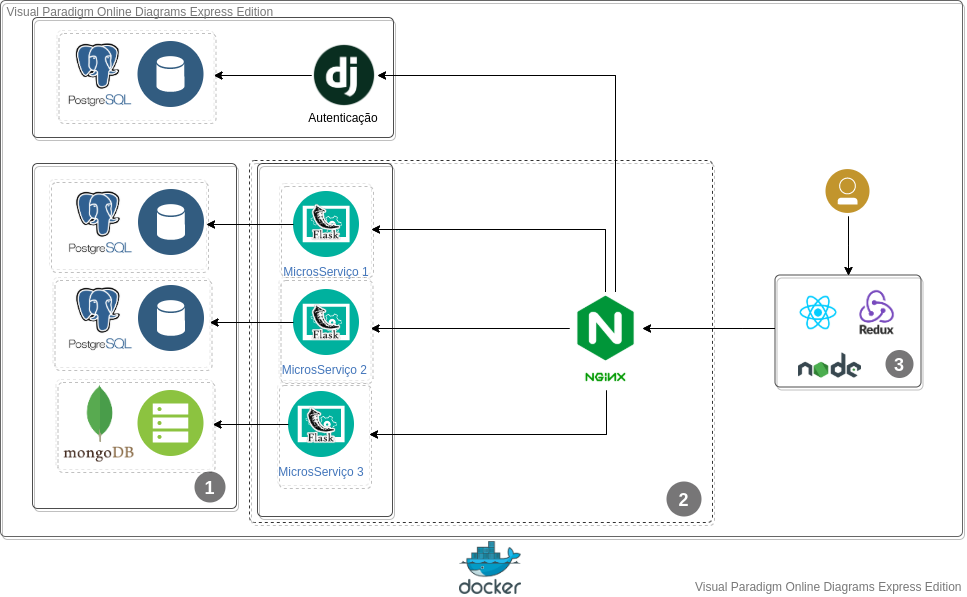 Visual Paradigm Online Diagrams Express Edition
PostgreSQL
dj
Autenticação
PostgreSQL
Flask
MicrosServiço 1
PostgreSQL
Flask
MicrosServiço 2
N
NGINX
Redux
node
3
mongoDB
Flask
MicrosServiço 3
1
2
docker
Visual Paradigm Online Diagrams Express Edition